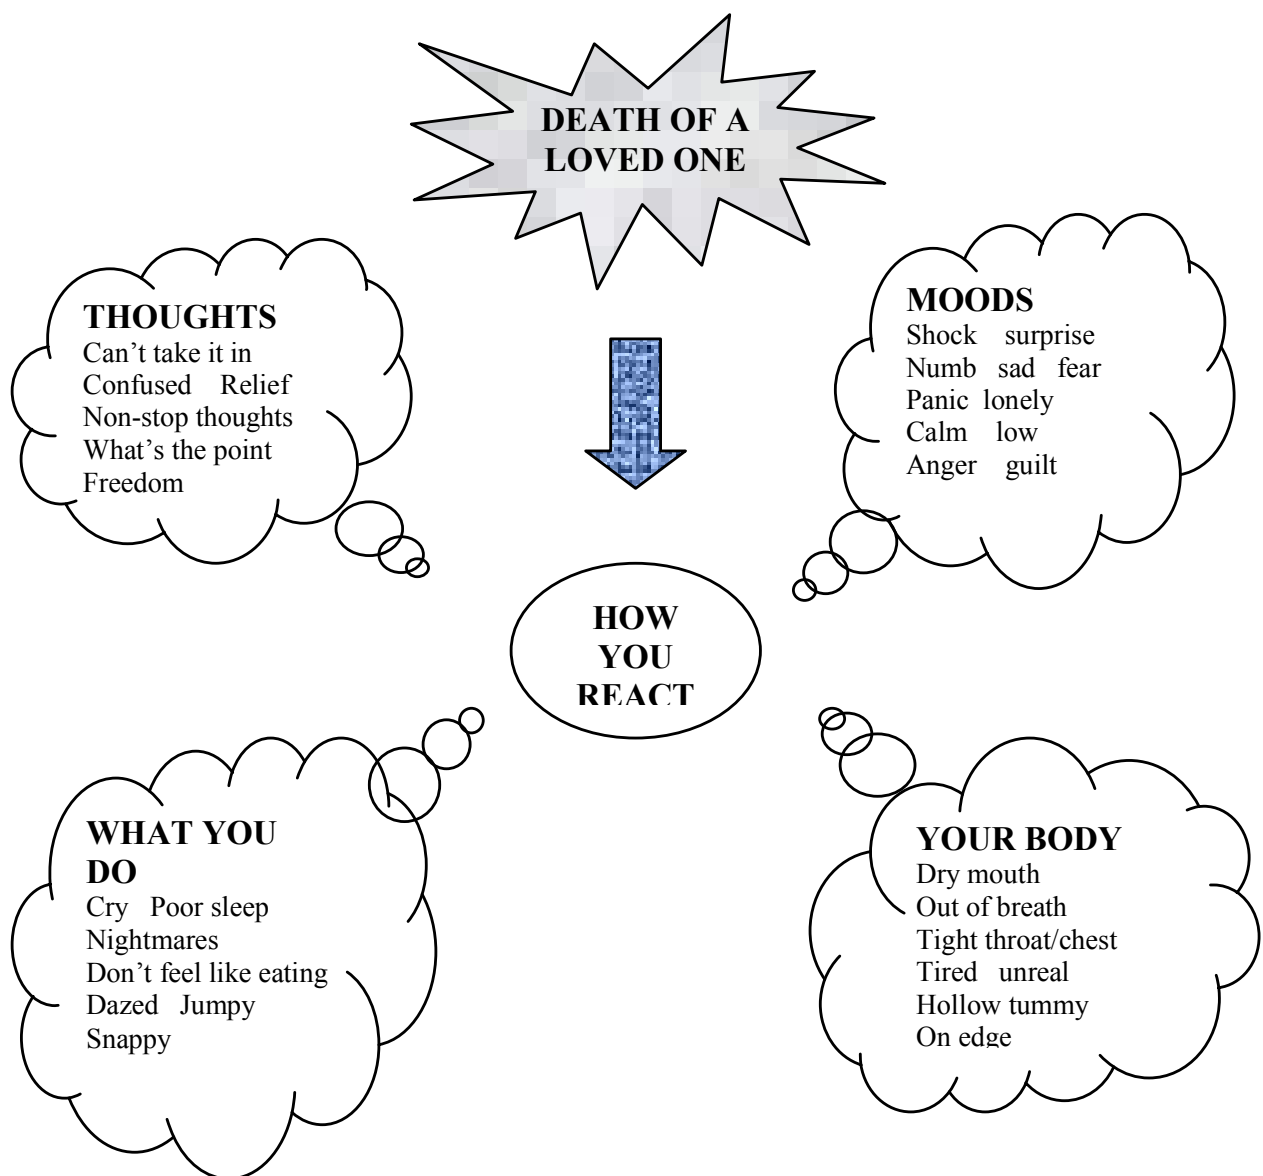 DEATH OF A
LOVED ONE
THOUGHTS
Can’t take it in
Confused Relief
Non-stop thoughts
What’s the point
Freedom
MOODS
Shock surprise
Numb sad fear
Panic lonely
Calm low
Anger guilt
HOW
YOU
REACT
WHAT YOU
DO
Cry Poor sleep
Nightmares
Don’t feel like eating
Dazed Jumpy
Snappy
YOUR BODY
Dry mouth
Out of breath
Tight throat/chest
Tired unreal
Hollow tummy
On edge